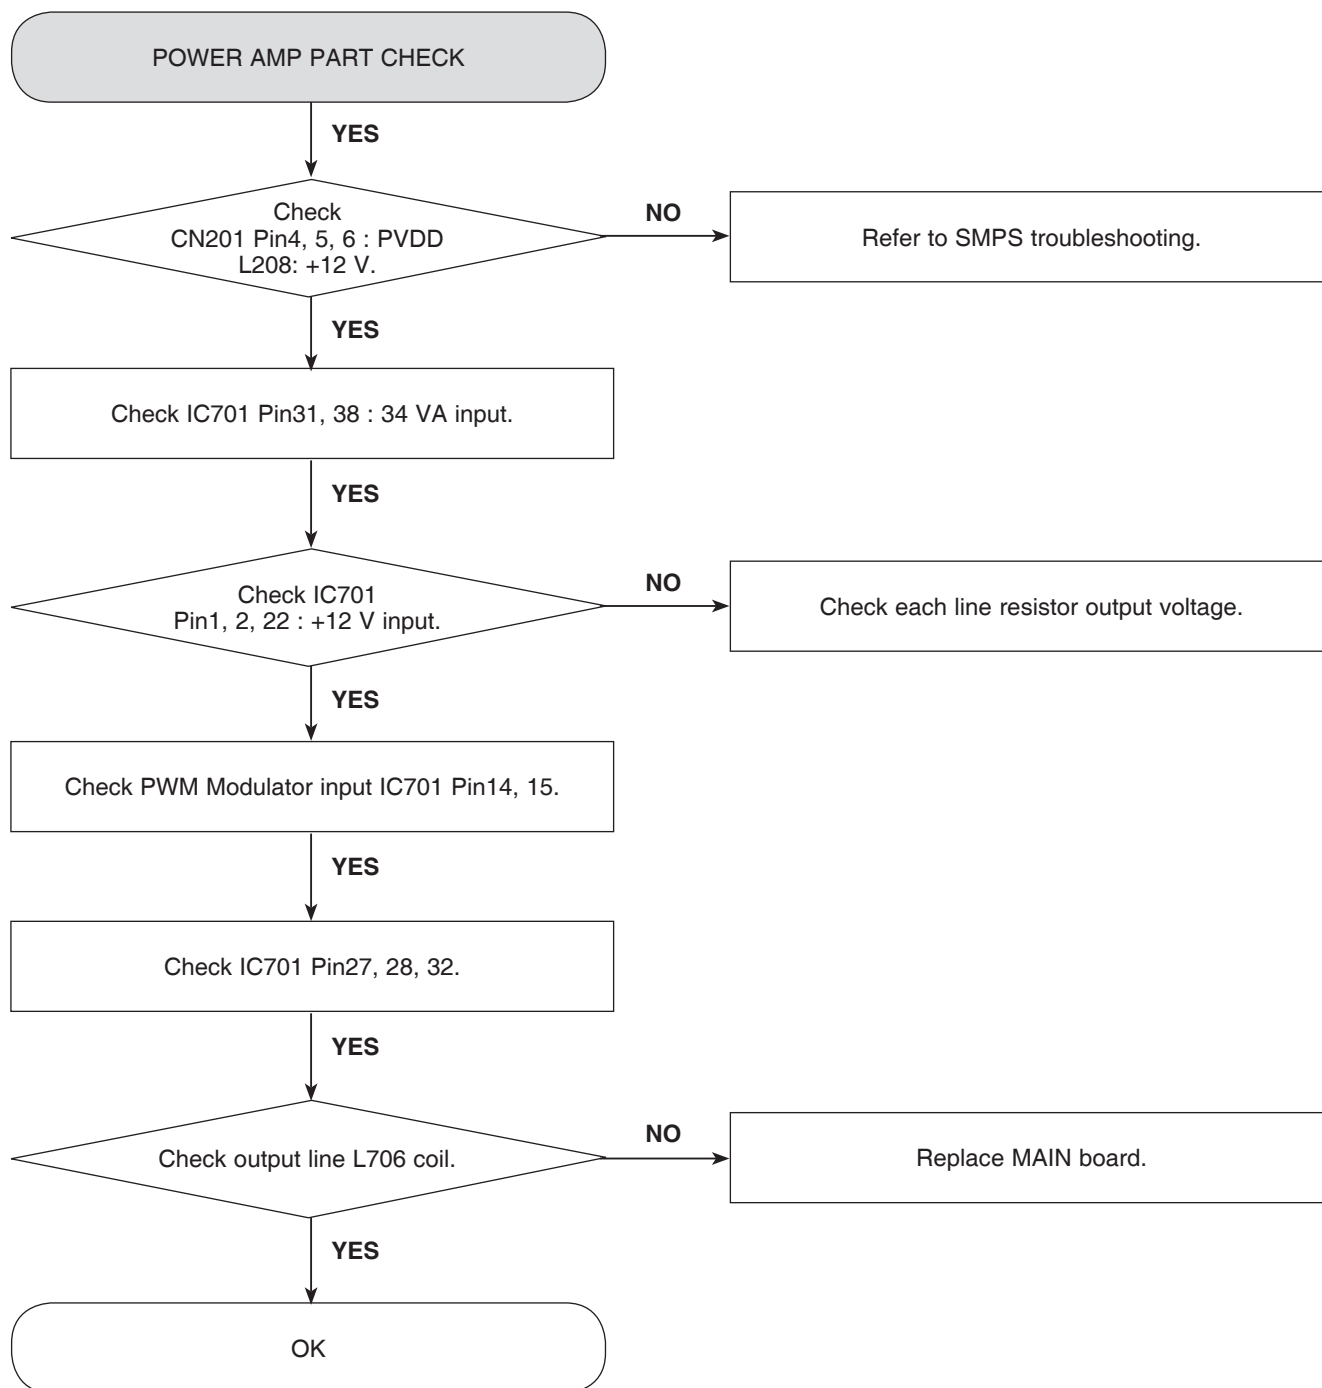 POWER AMP PART CHECK
YES
Check
CN201 Pin4, 5, 6 : PVDD
L208: +12 V.
NO
Refer to SMPS troubleshooting.
YES
Check IC701 Pin31, 38 : 34 VA input.
YES
Check IC701
Pin1, 2, 22 : +12 V input.
NO
Check each line resistor output voltage.
YES
Check PWM Modulator input IC701 Pin14, 15.
YES
Check IC701 Pin27, 28, 32.
YES
Check output line L706 coil.
NO
Replace MAIN board.
YES
OK